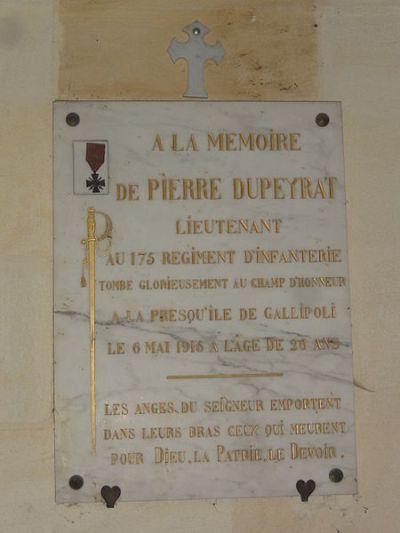 A LA MEMOIRE
DE PIERRE DUPEYRAT
LIEUTENANT
AU 175 REGIMENT D'INFANTERIE
TOMBE GLORIEUSEMENT AU CHAMP D'HONNEUR
A LA PRESQU'ÎLE DE GALLIPOLI
LE 6 MAI 1915 A L'AGE DE 26 ANS
LES ANGES, DU SEIGNEUR EMPORTENT
DANS LEURS BRAS CEUX QUI MEURENT
POUR DIEU, LA PATRIE, LE DEVOIR.